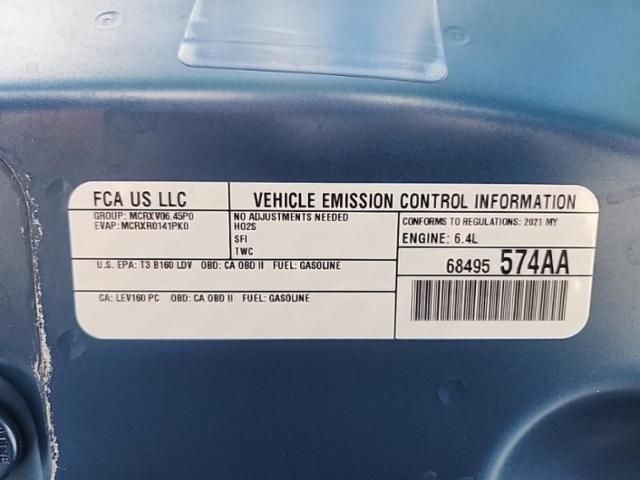 FCA US LLC
VEHICLE EMISSION CONTROL INFORMATION
GROUP: MCRXV06.45P0
EVAP: MCRXR0141PK0
NO ADJUSTMENTS NEEDED
HO2S
SFI
TWC
CONFORMS TO REGULATIONS: 2021 MY
ENGINE: 6.4L
U.S. EPA: T3 B160 LDV OBD: CA OBD II FUEL: GASOLINE
68495 574AA
CA: LEV160 PC OBD: CA OBD II FUEL: GASOLINE